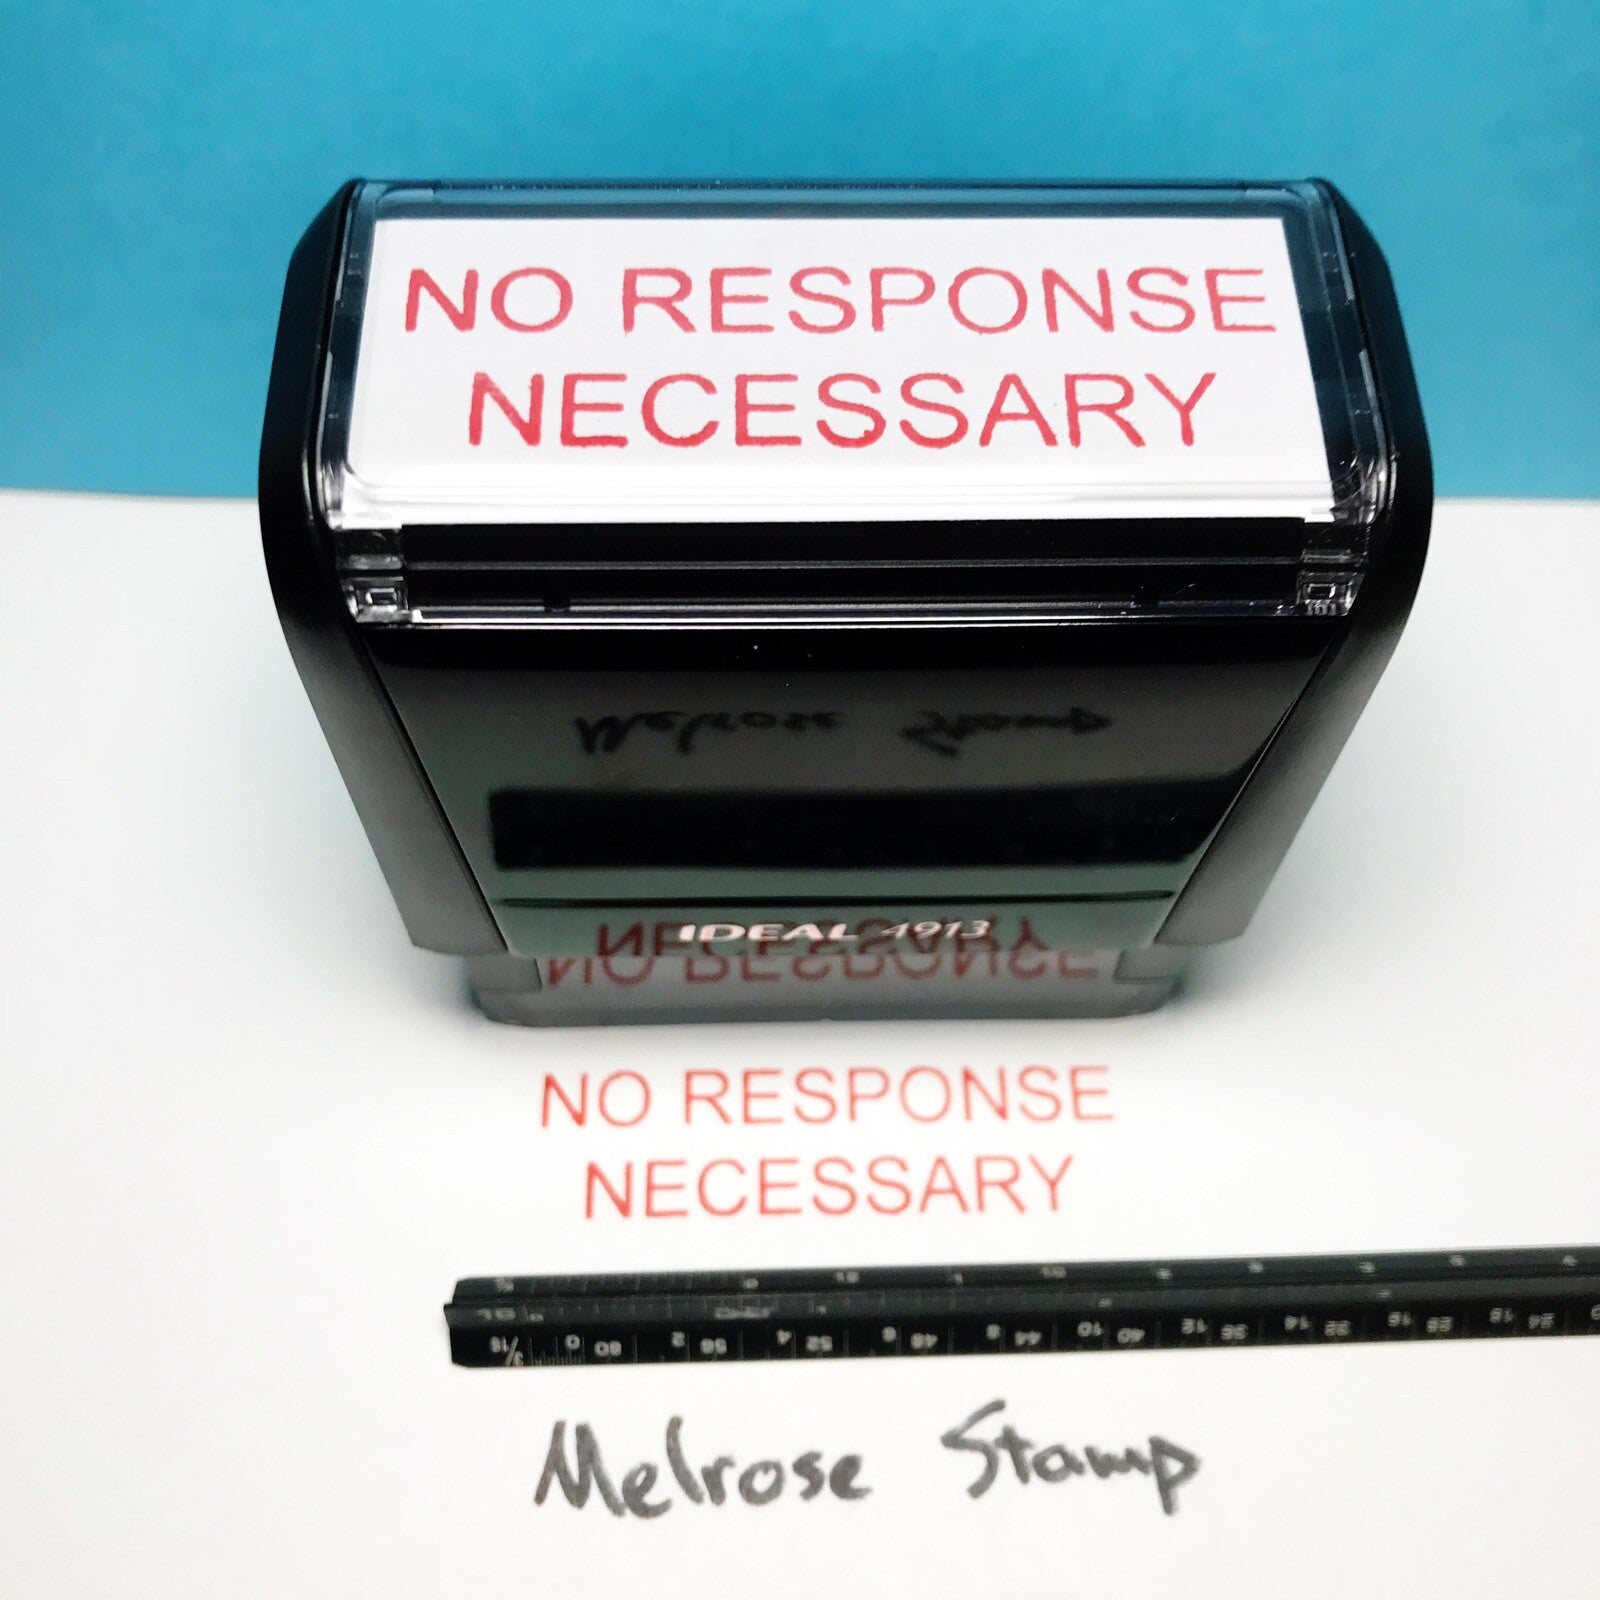 NO RESPONSE
NECESSARY
IDEAL 4913
NO RESPONSE
NECESSARY
Melrose Stamp